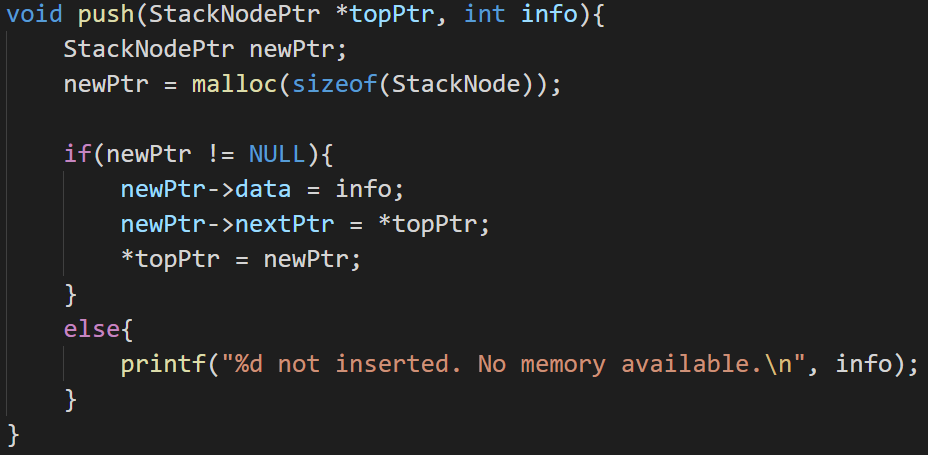 void push(StackNodePtr *topPtr, int info){
    StackNodePtr newPtr;
    newPtr = malloc(sizeof(StackNode));

    if(newPtr != NULL){
        newPtr->data = info;
        newPtr->nextPtr = *topPtr;
        *topPtr = newPtr;
    }
    else{
        printf("%d not inserted. No memory available.\n", info);
    }
}